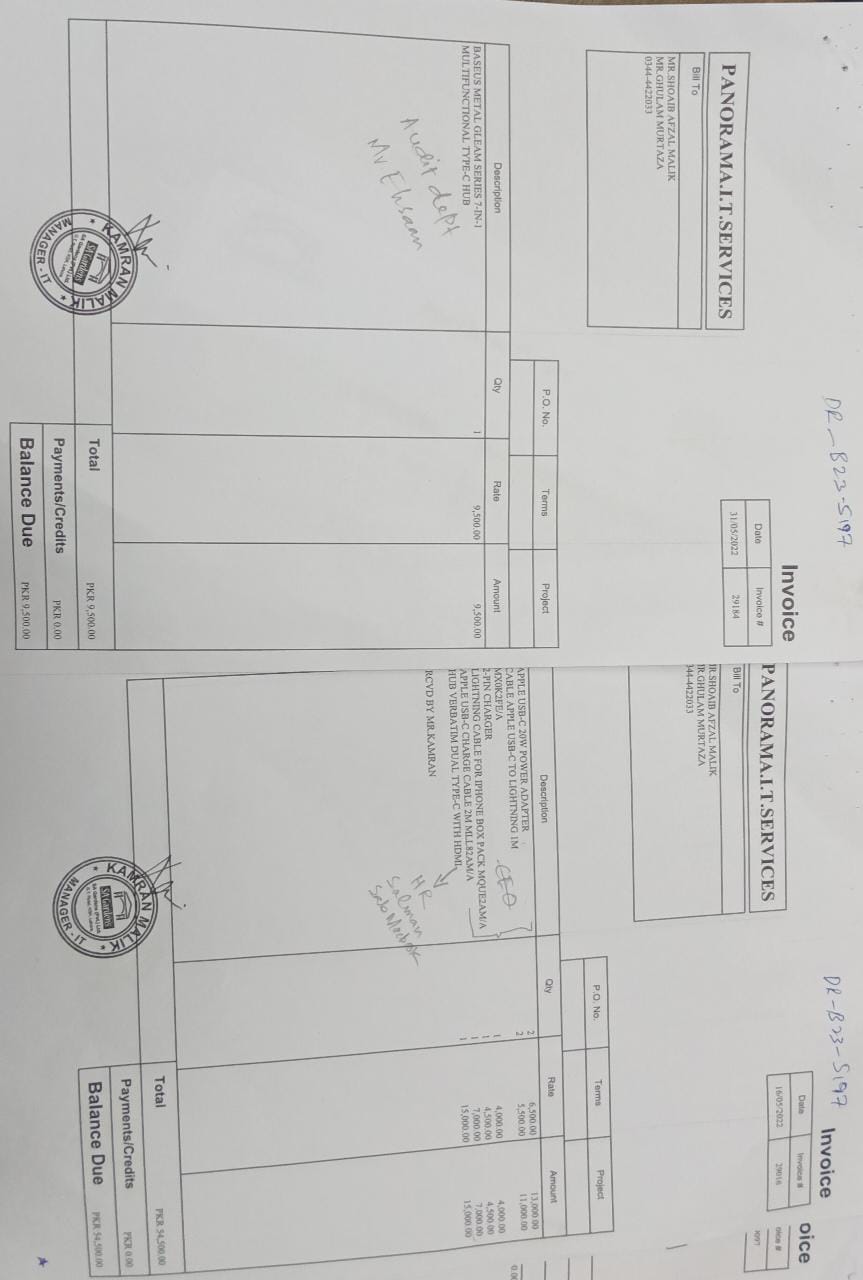 DR-B23-5197
Invoice
PANORAMA.I.T.SERVICES
Date
Invoice #
31/05/2022
29184
Bill To
MR.SHOAIB AFZAL MALIK
MR.GHULAM MURTAZA
0344-4422033
P.O. No.
Terms
Project
Description
Qty
Rate
Amount
BASEUS METAL GLEAM SERIES 7-IN-1
MULTIFUNCTIONAL TYPE-C HUB
1
9,500.00
9,500.00
Audit dept
Mr Ehsaan
KAMRAN MALIK
SA Gardens
MANAGER - IT
Total
PKR 9,500.00
Payments/Credits
PKR 0.00
Balance Due
PKR 9,500.00
DR-B23-5197
Invoice
PANORAMA.I.T.SERVICES
Date
Invoice #
16/05/2022
29016
Bill To
R.SHOAIB AFZAL MALIK
R.GHULAM MURTAZA
344-4422033
P.O. No.
Terms
Project
Description
Qty
Rate
Amount
APPLE USB-C 20W POWER ADAPTER
2
6,500.00
13,000.00
CABLE APPLE USB-C TO LIGHTNING 1M
2
5,500.00
11,000.00
MX0K2FE/A
2-PIN CHARGER
1
4,000.00
4,000.00
LIGHTNING CABLE FOR IPHONE BOX PACK MQUE2AM/A
1
4,500.00
4,500.00
APPLE USB-C CHARGE CABLE 2M MLL82AM/A
1
7,000.00
7,000.00
HUB VERBATIM DUAL TYPE-C WITH HDMI
1
15,000.00
15,000.00
CEO
HR
Salman
RCVD BY MR.KAMRAN
KAMRAN MALIK
SA Gardens
MANAGER - IT
Total
PKR 54,500.00
Payments/Credits
PKR 0.00
Balance Due
PKR 54,500.00
oice
oice #